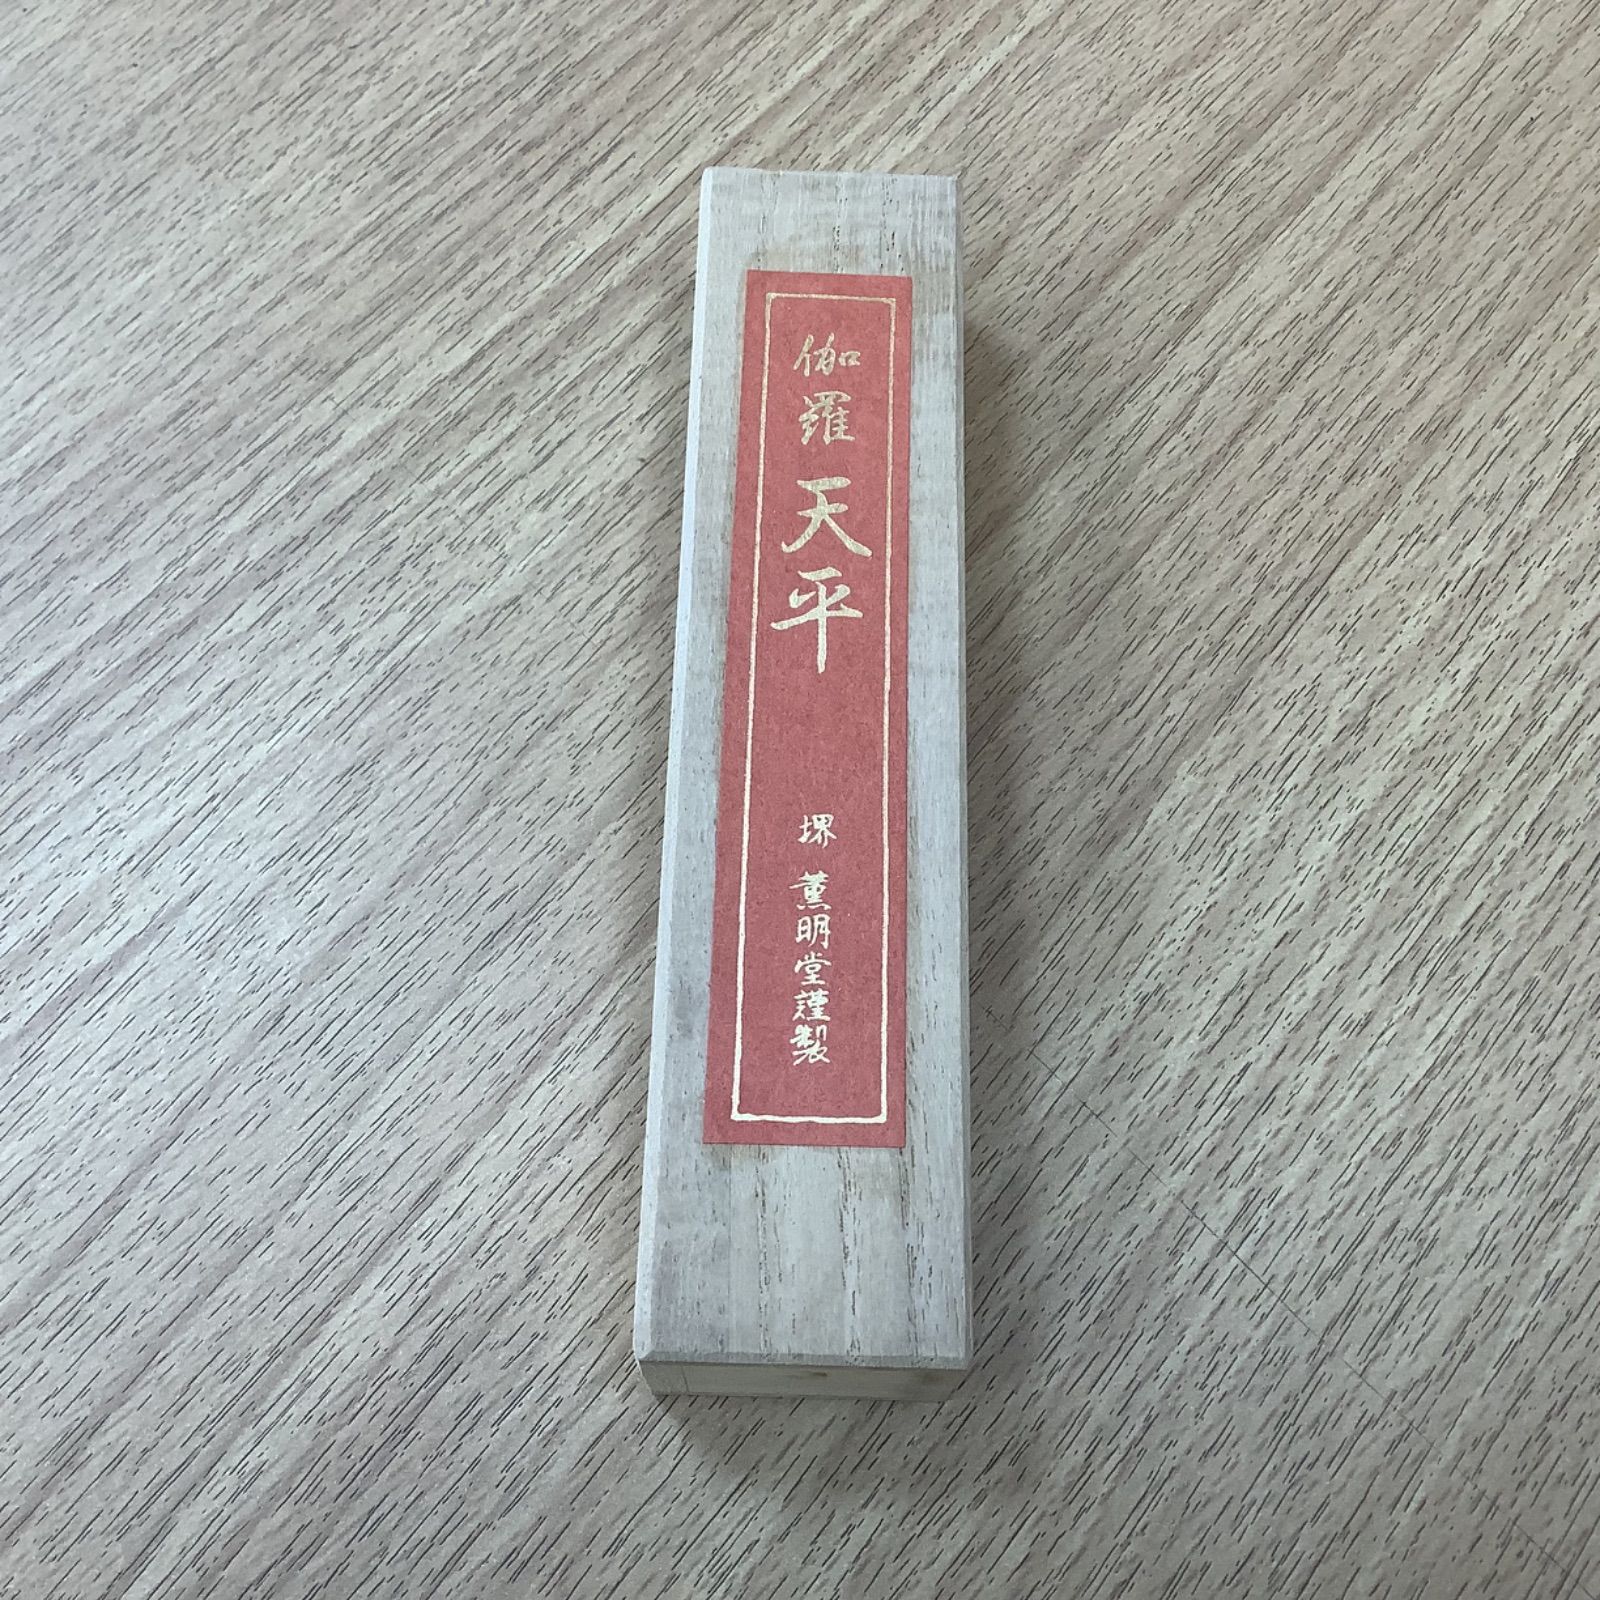 伽羅 天平
堺 薫明堂謹製